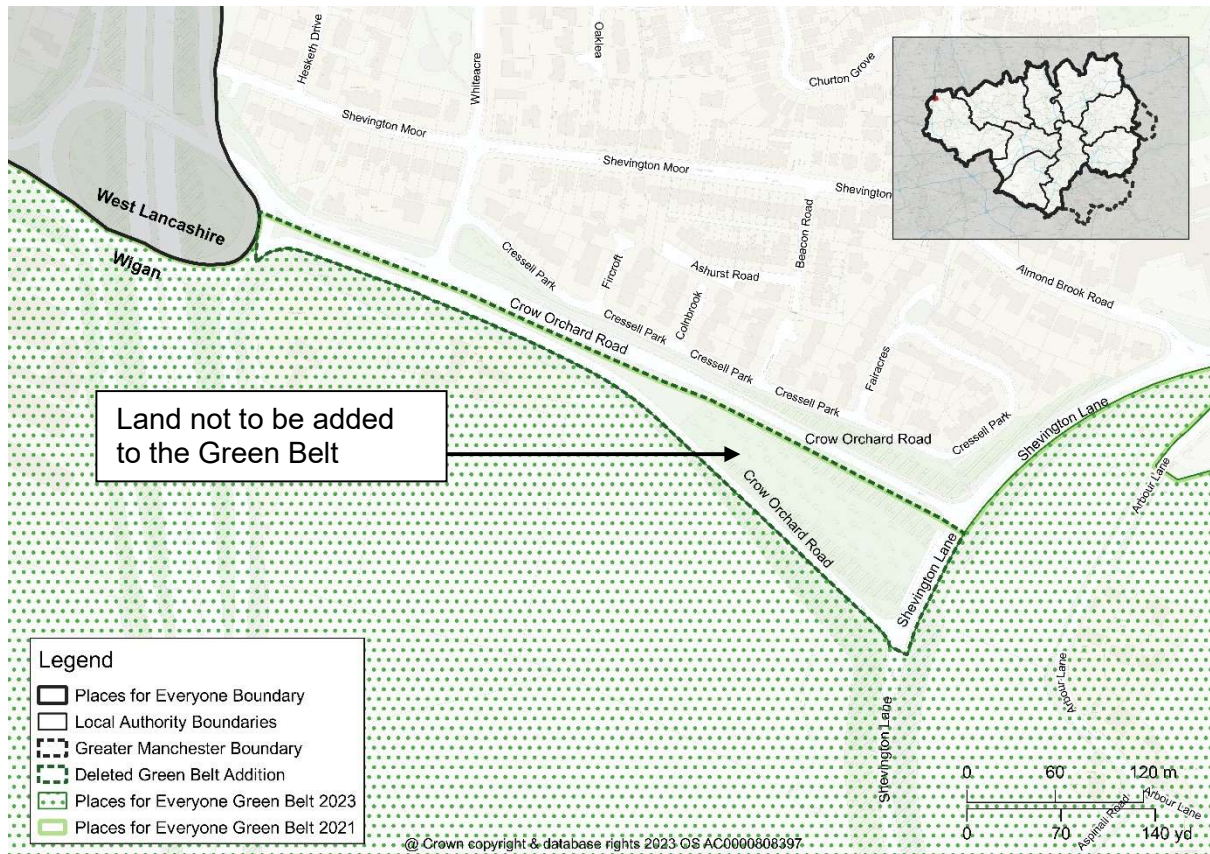 Hesketh Drive
Whiteacre
Oaklea
Churton Grove
Shevington Moor
Shevington Moor
Shevington
West Lancashire
Wigan
Cressell Park
Fircroft
Ashurst Road
Beacon Road
Almond Brook Road
Colnbrook
Crow Orchard Road
Cressell Park
Cressell Park
Fairacres
Cressell Park
Cressell Park
Crow Orchard Road
Shevington Lane
Arbour Lane
Land not to be added
to the Green Belt
Crow Orchard Road
Shevington Lane
Shevington Lane
Arbour Lane
Legend
Places for Everyone Boundary
Local Authority Boundaries
Greater Manchester Boundary
Deleted Green Belt Addition
Places for Everyone Green Belt 2023
Places for Everyone Green Belt 2021
0 60 120 m
0 70 140 yd
Aspinall Road
Arbour Lane
@ Crown copyright & database rights 2023 OS AC0000808397